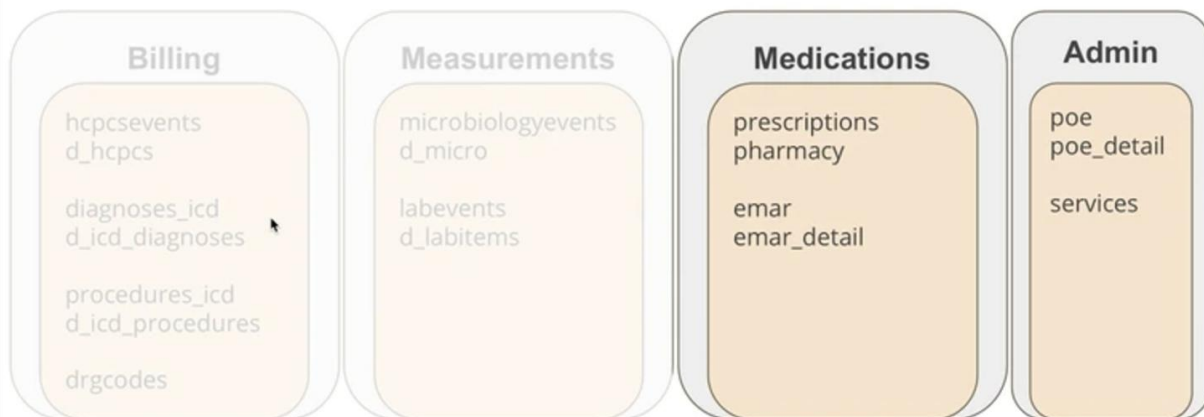 Billing
hcpcsevents
d_hcpcs
diagnoses_icd
d_icd_diagnoses
procedures_icd
d_icd_procedures
drgcodes
Measurements
microbiologyevents
d_micro
labevents
d_labitems
Medications
prescriptions
pharmacy
emar
emar_detail
Admin
poe
poe_detail
services